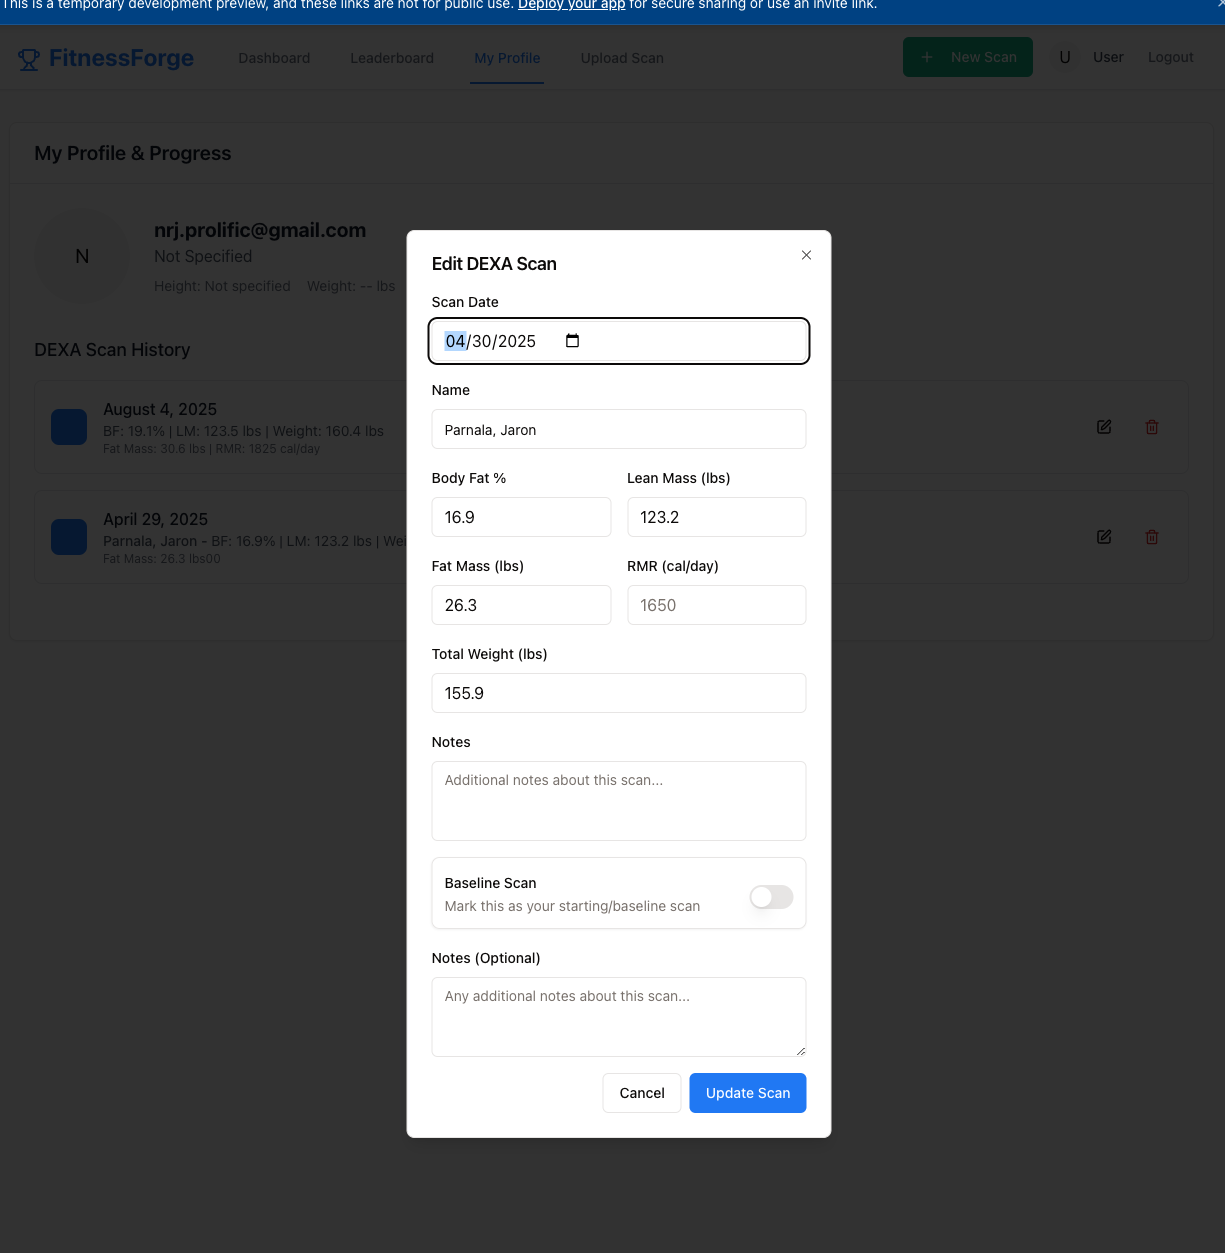 This is a temporary development preview, and these links are not for public use. Deploy your app for secure sharing or use an invite link.
FitnessForge
Dashboard
Leaderboard
My Profile
Upload Scan
+ New Scan
U
User
Logout
My Profile & Progress
N
nrj.prolific@gmail.com
Not Specified
Height: Not specified Weight: -- lbs
DEXA Scan History
August 4, 2025
BF: 19.1% | LM: 123.5 lbs | Weight: 160.4 lbs
Fat Mass: 30.6 lbs | RMR: 1825 cal/day
April 29, 2025
Parnala, Jaron - BF: 16.9% | LM: 123.2 lbs | Wei
Fat Mass: 26.3 lbs00
Edit DEXA Scan
Scan Date
04/30/2025
Name
Parnala, Jaron
Body Fat % Lean Mass (lbs)
16.9 123.2
Fat Mass (lbs) RMR (cal/day)
26.3 1650
Total Weight (lbs)
155.9
Notes
Additional notes about this scan...
Baseline Scan
Mark this as your starting/baseline scan
Notes (Optional)
Any additional notes about this scan...
Cancel Update Scan